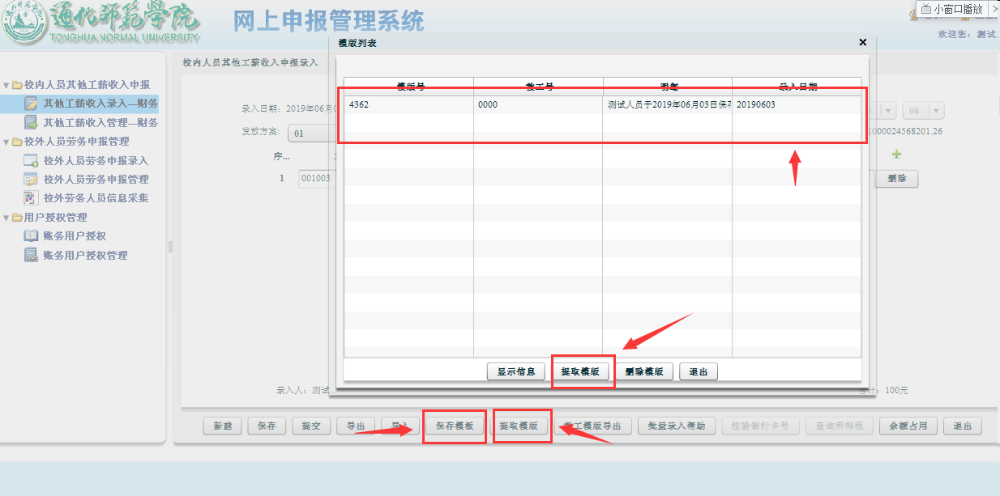 通化師範學院
TONGHUA NORMAL UNIVERSITY
网上申报管理系统
小窗口播放
欢迎您: 测试.
校内人员其他工薪收入申报
其他工薪收入录入—财务
其他工薪收入管理—财务
校外人员劳务申报管理
校外人员劳务申报录入
校外人员劳务申报管理
校外劳务人员信息采集
用户授权管理
账务用户授权
账务用户授权管理
校内人员其他工薪收入申报录入
录入日期: 2019年06月0
06
发放方案: 01
1000024568201.26
序...
1 001003
删除
模版列表
模版号 教工号 明细 录入日期
4362 0000 测试人员于2019年06月03日保存 20190603
显示信息 提取模版 删除模版 退出
录入人: 测试...
合计: 100元
新建 保存 提交 导出 导入 保存模板 提取模版 教工模版导出 批量录入帮助 校验银行卡号 查询所得税 余额占用 退出